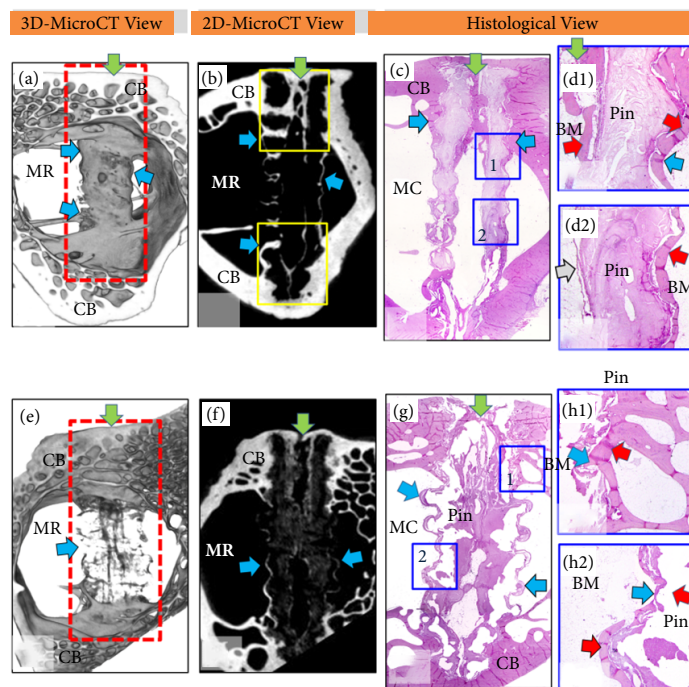 3D-MicroCT View
2D-MicroCT View
Histological View
(a)
CB
MR
CB
(b)
CB
MR
CB
(c)
CB
MC
1
2
(d1)
Pin
BM
(d2)
Pin
BM
(e)
CB
MR
CB
(f)
CB
MR
(g)
1
MC
Pin
2
CB
Pin
(h1)
BM
(h2)
BM
Pin